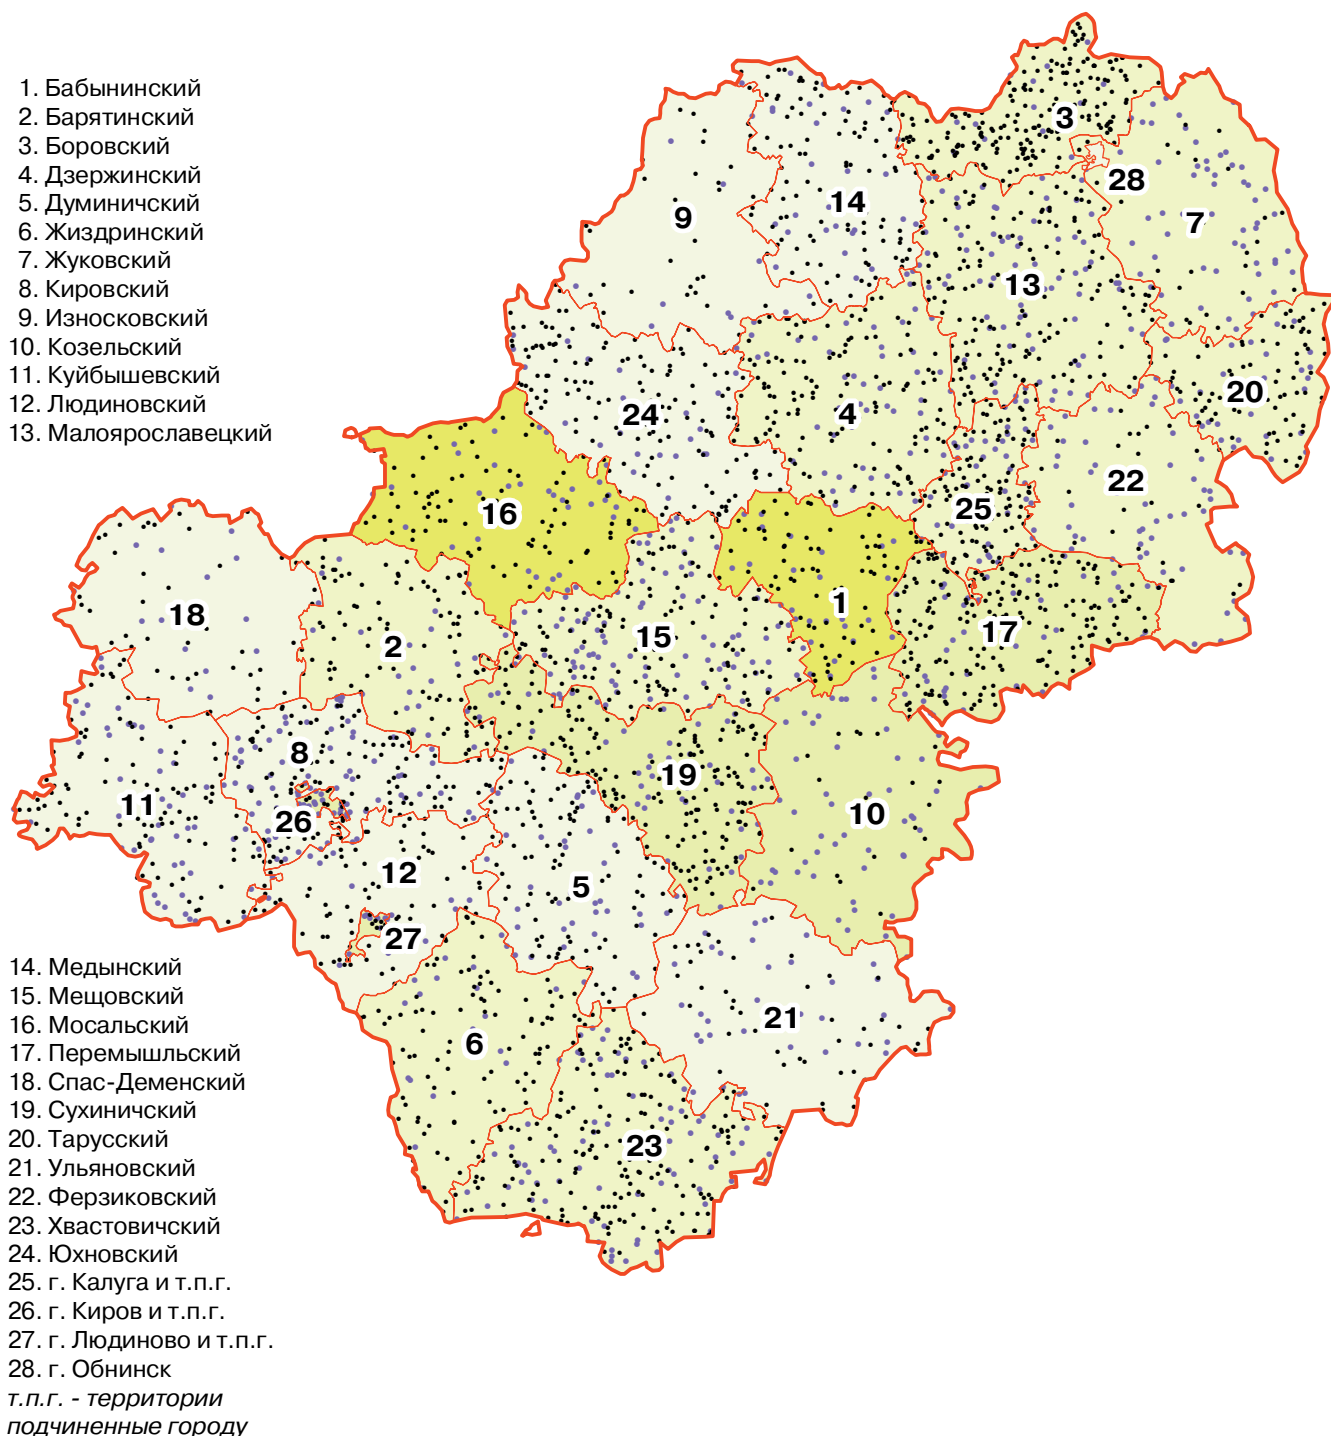 1. Бабынинский
2. Барятинский
3. Боровский
4. Дзержинский
5. Думиничский
6. Жиздринский
7. Жуковский
8. Кировский
9. Износковский
10. Козельский
11. Куйбышевский
12. Людиновский
13. Малоярославецкий
14. Медынский
15. Мещовский
16. Мосальский
17. Перемышльский
18. Спас-Деменский
19. Сухиничский
20. Тарусский
21. Ульяновский
22. Ферзиковский
23. Хвастовичский
24. Юхновский
25. г. Калуга и т.п.г.
26. г. Киров и т.п.г.
27. г. Людиново и т.п.г.
28. г. Обнинск
т.п.г. - территории
подчиненные городу
3
28
14
9
7
13
20
24
4
22
16
25
1
18
17
15
2
8
19
11
26
10
12
5
27
21
6
23